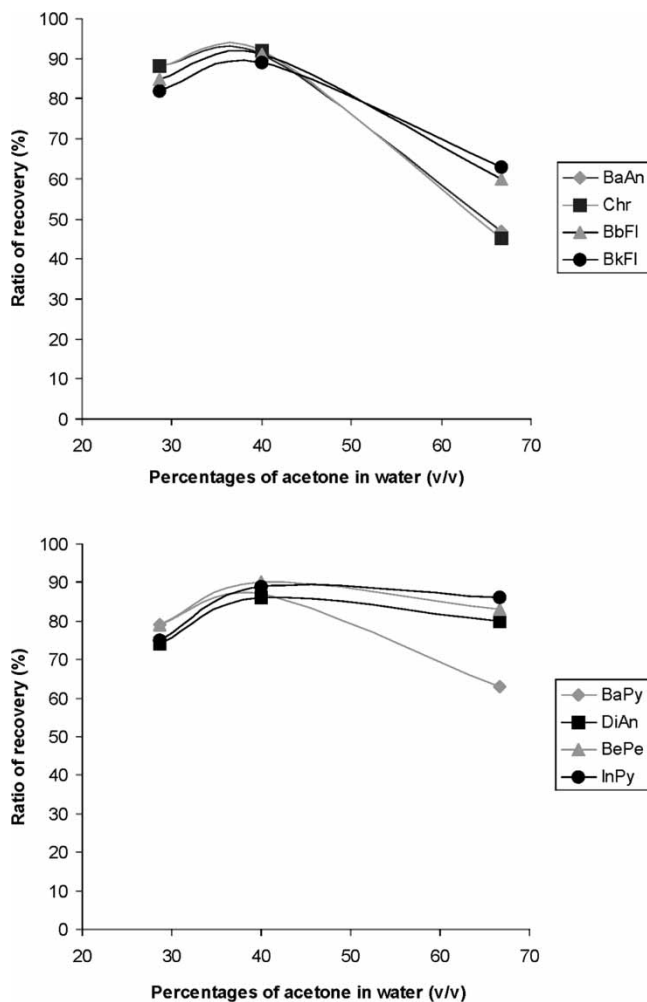 100
90
80
70
60
50
40
30
20
10
0
Ratio of recovery (%)
20 30 40 50 60 70
Percentages of acetone in water (v/v)
BaAn
Chr
BbFl
BkFl
100
90
80
70
60
50
40
30
20
10
0
Ratio of recovery (%)
20 30 40 50 60 70
Percentages of acetone in water (v/v)
BaPy
DiAn
BePe
InPy